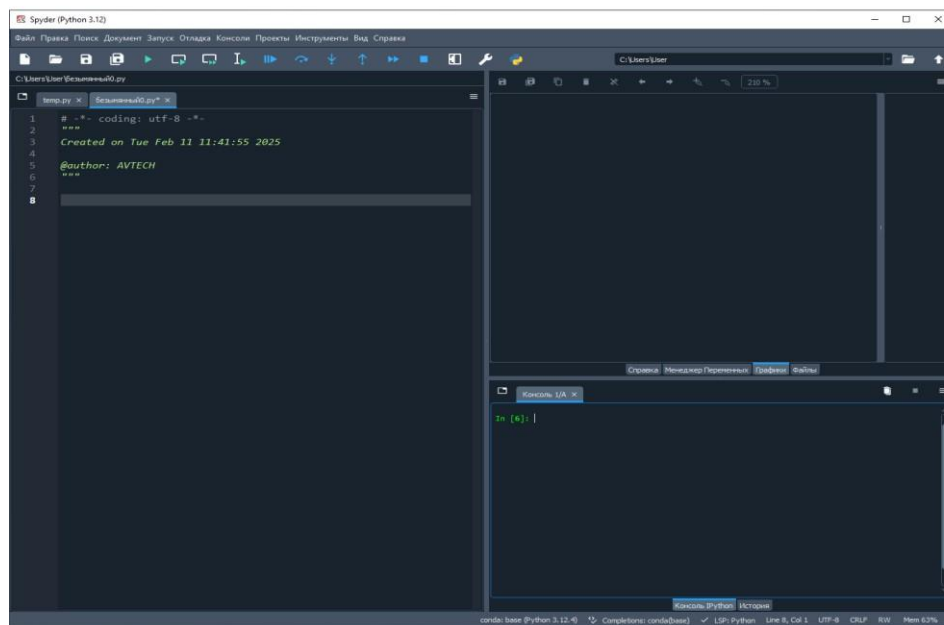 Spyder (Python 3.12)
Файл Правка Поиск Документ Запуск Отладка Консоли Проекты Инструменты Вид Справка
C:\Users\User
C:\Users\User\безымянный0.py
temp.py
безымянный0.py*
1 # -*- coding: utf-8 -*-
2 """
3 Created on Tue Feb 11 11:41:55 2025
4
5 @author: AVTECH
6 """
7
8
210 %
Справка Менеджер Переменных Графики Файлы
Консоль 1/A
In [6]:
Консоль IPython История
conda: base (Python 3.12.4) Completions: conda(base) LSP: Python Line 8, Col 1 UTF-8 CRLF RW Mem 63%